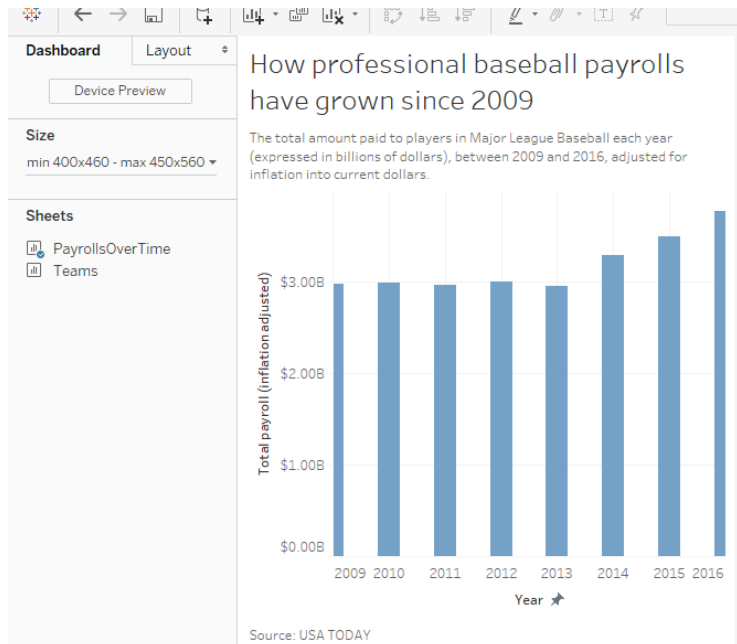 Dashboard
Layout
Device Preview
Size
min 400x460 - max 450x560
Sheets
PayrollsOverTime
Teams
How professional baseball payrolls
have grown since 2009
The total amount paid to players in Major League Baseball each year
(expressed in billions of dollars), between 2009 and 2016, adjusted for
inflation into current dollars.
Total payroll (inflation adjusted)
$3.00B
$2.00B
$1.00B
$0.00B
2009 2010 2011 2012 2013 2014 2015 2016
Year
Source: USA TODAY